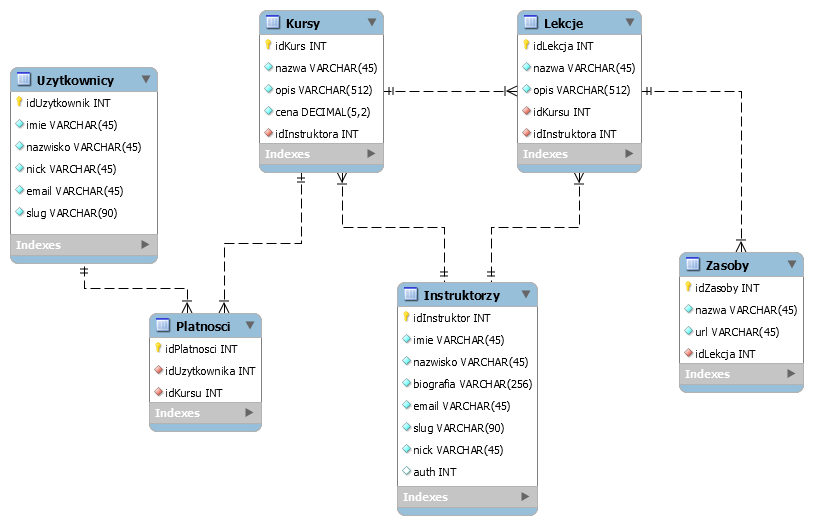 Kursy
idKurs INT
nazwa VARCHAR(45)
opis VARCHAR(512)
cena DECIMAL(5,2)
idInstruktora INT
Indexes
Lekcje
idLekcja INT
nazwa VARCHAR(45)
opis VARCHAR(512)
idKursu INT
idInstruktora INT
Indexes
Uzytkownicy
idUzytkownik INT
imie VARCHAR(45)
nazwisko VARCHAR(45)
nick VARCHAR(45)
email VARCHAR(45)
slug VARCHAR(90)
Indexes
Platnosci
idPlatnosci INT
idUzytkownika INT
idKursu INT
Indexes
Instruktorzy
idInstruktor INT
imie VARCHAR(45)
nazwisko VARCHAR(45)
biografia VARCHAR(256)
email VARCHAR(45)
slug VARCHAR(90)
nick VARCHAR(45)
auth INT
Indexes
Zasoby
idZasoby INT
nazwa VARCHAR(45)
url VARCHAR(45)
idLekcja INT
Indexes